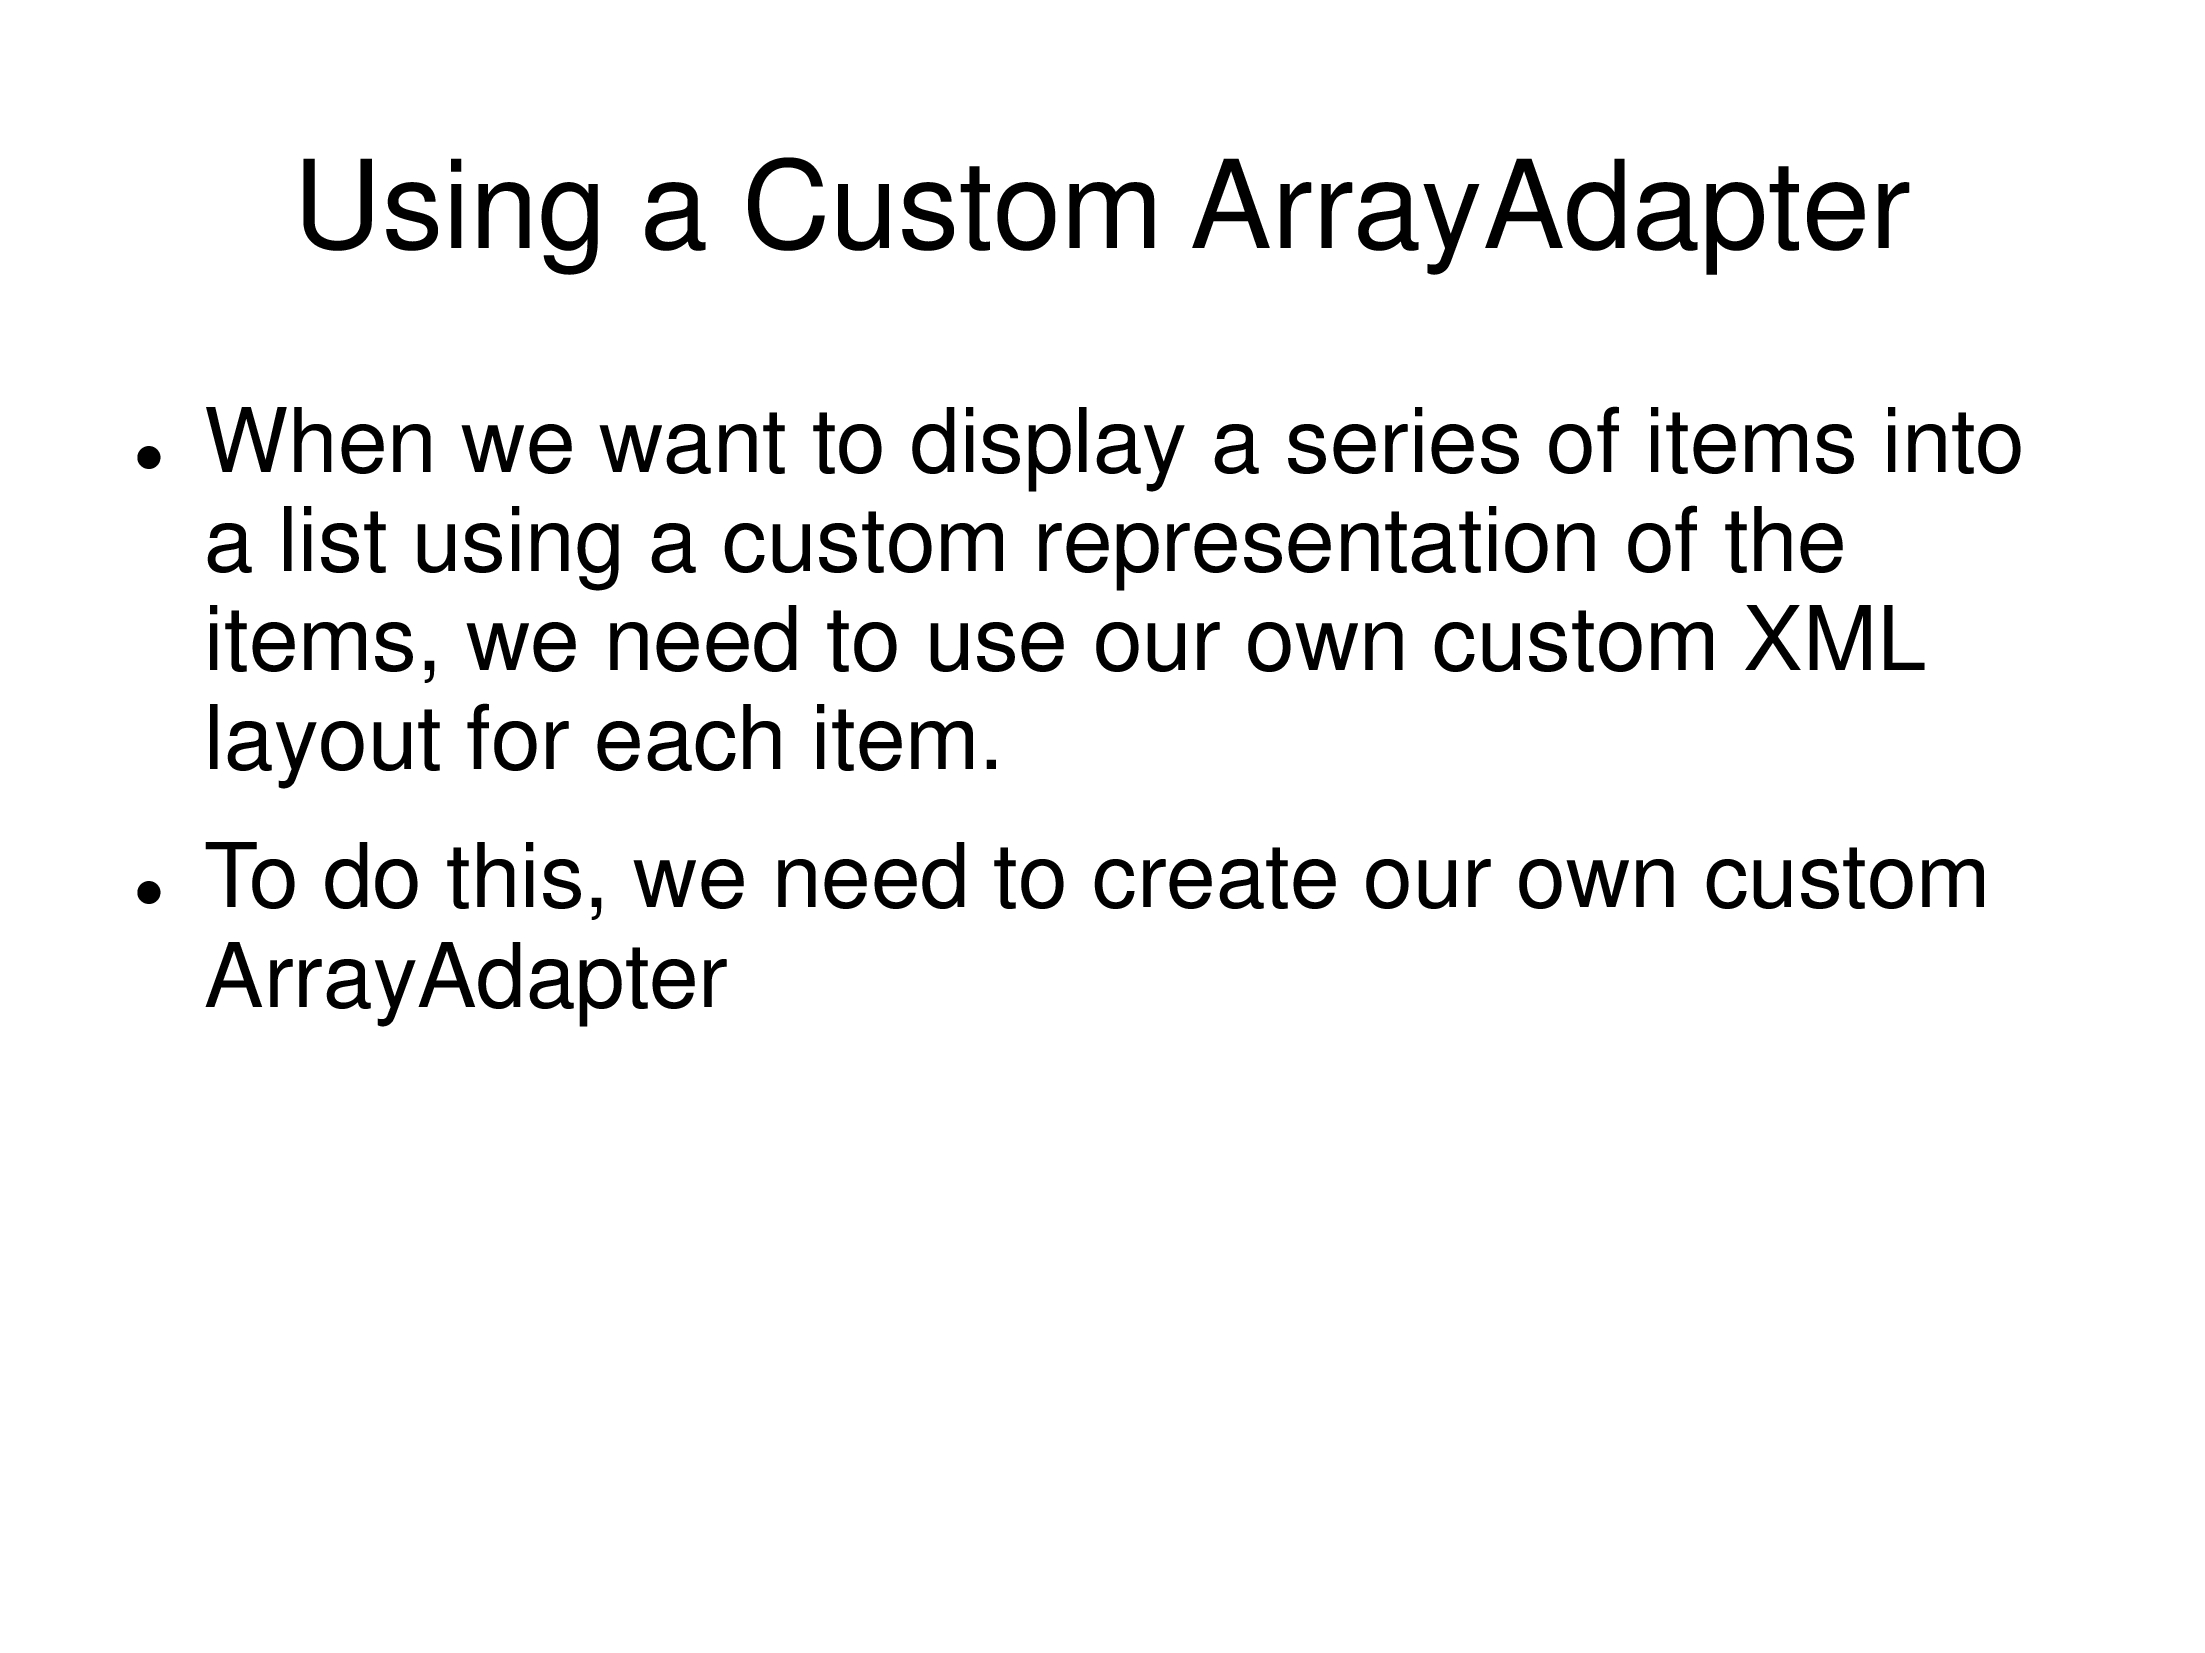 Using a Custom ArrayAdapter
• When we want to display a series of items into
a list using a custom representation of the
items, we need to use our own custom XML
layout for each item.
• To do this, we need to create our own custom
ArrayAdapter